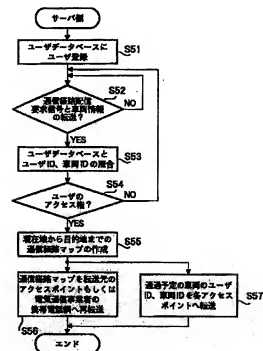 サーバ側
ユーザデータベースに
ユーザ登録
S51
S52
通信経路配信
要求信号と車両情報
の転送?
NO
YES
S53
ユーザデータベースと
ユーザID、車両IDの照合
S54
ユーザの
アクセス権?
NO
YES
現在地から目的地までの
通信経路マップの作成
S55
通信経路マップを転送元の
アクセスポイントもしくは
電気通信事業者の
携帯電話網へ再転送
S56
通過予定の車両のユーザ
ID、車両IDを各アクセス
ポイントへ転送
S57
エンド